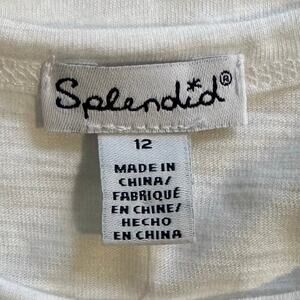 Splendid®
12
MADE IN
CHINA/
FABRIQUÉ
EN CHINE/
HECHO
EN CHINA